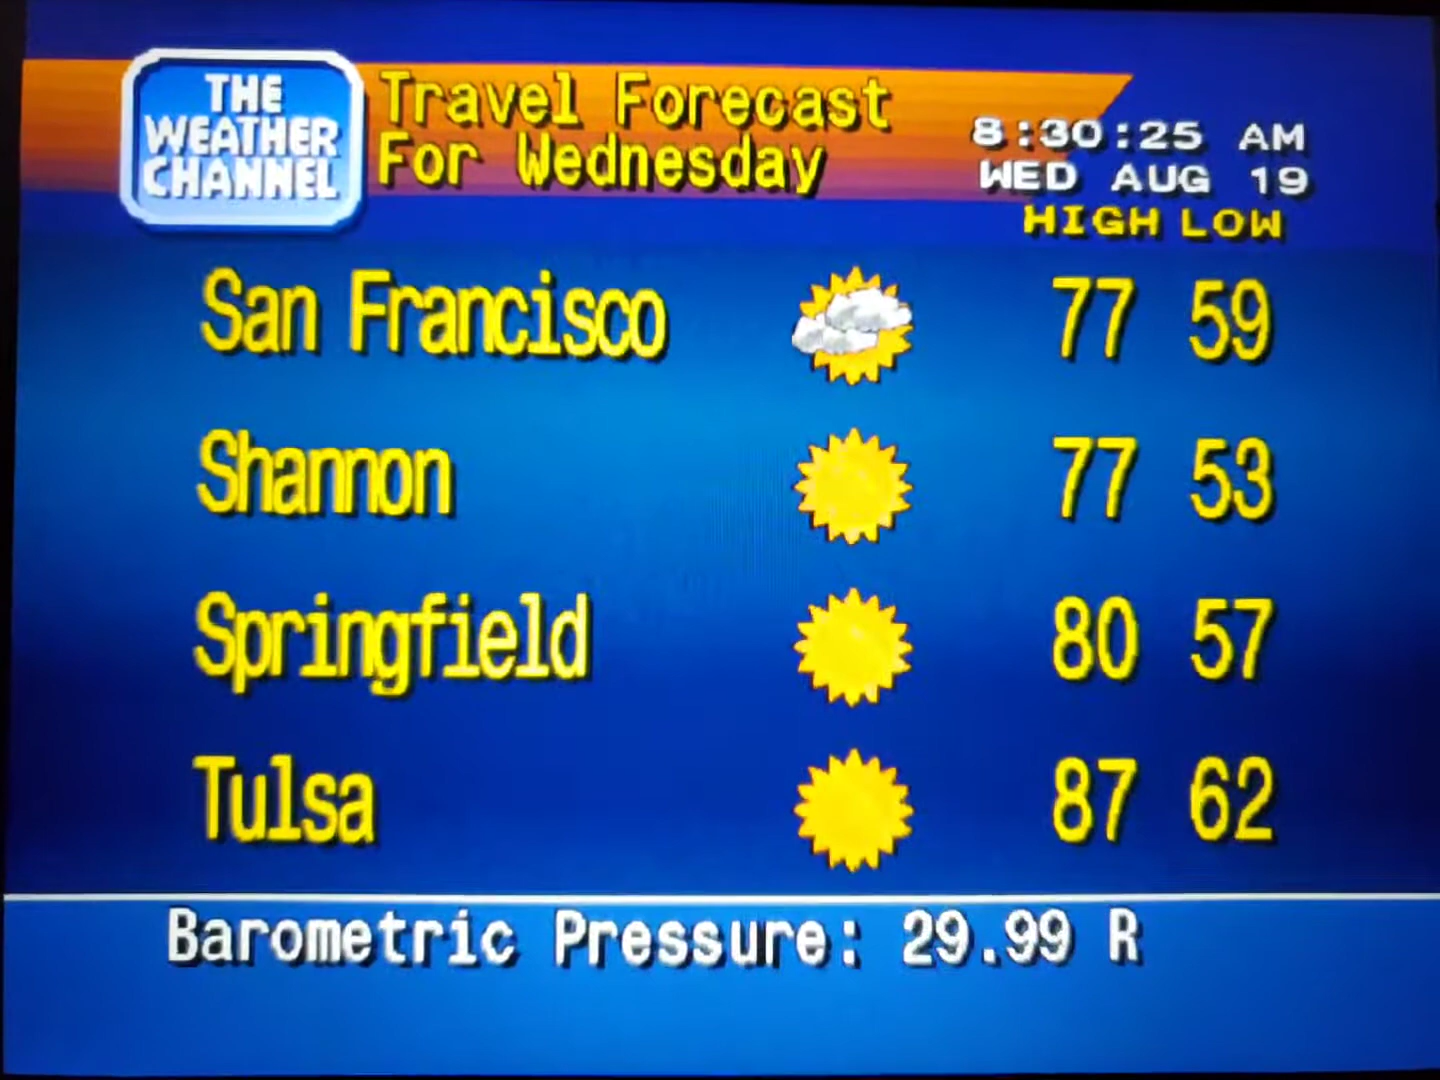 THE
WEATHER
CHANNEL
Travel Forecast
For Wednesday
8:30:25 AM
WED AUG 19
HIGH LOW
San Francisco 77 59
Shannon 77 53
Springfield 80 57
Tulsa 87 62
Barometric Pressure: 29.99 R